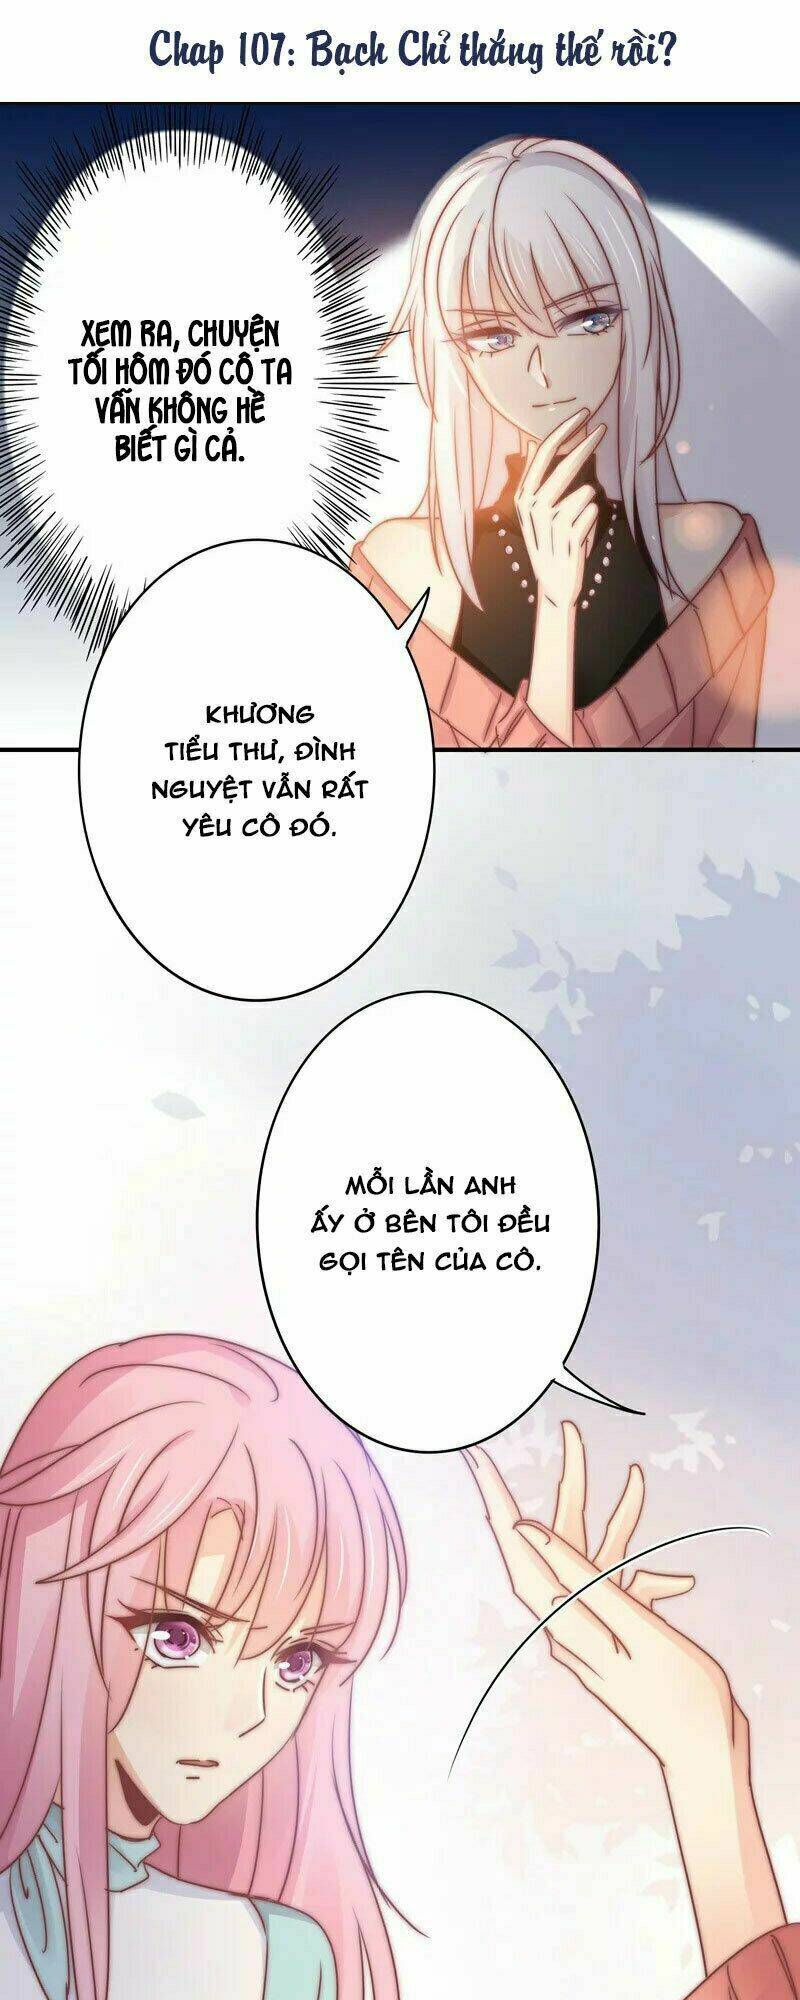 Chap 107: Bạch Chỉ thắng thế rồi?
XEM RA, CHUYỆN
TỐI HÔM ĐÓ CÔ TA
VẪN KHÔNG HỀ
BIẾT GÌ CẢ.
KHƯƠNG
TIỂU THƯ, ĐÌNH
NGUYỆT VẪN RẤT
YÊU CÔ ĐÓ.
MỖI LẦN ANH
ẤY Ở BÊN TÔI ĐỀU
GỌI TÊN CỦA CÔ.